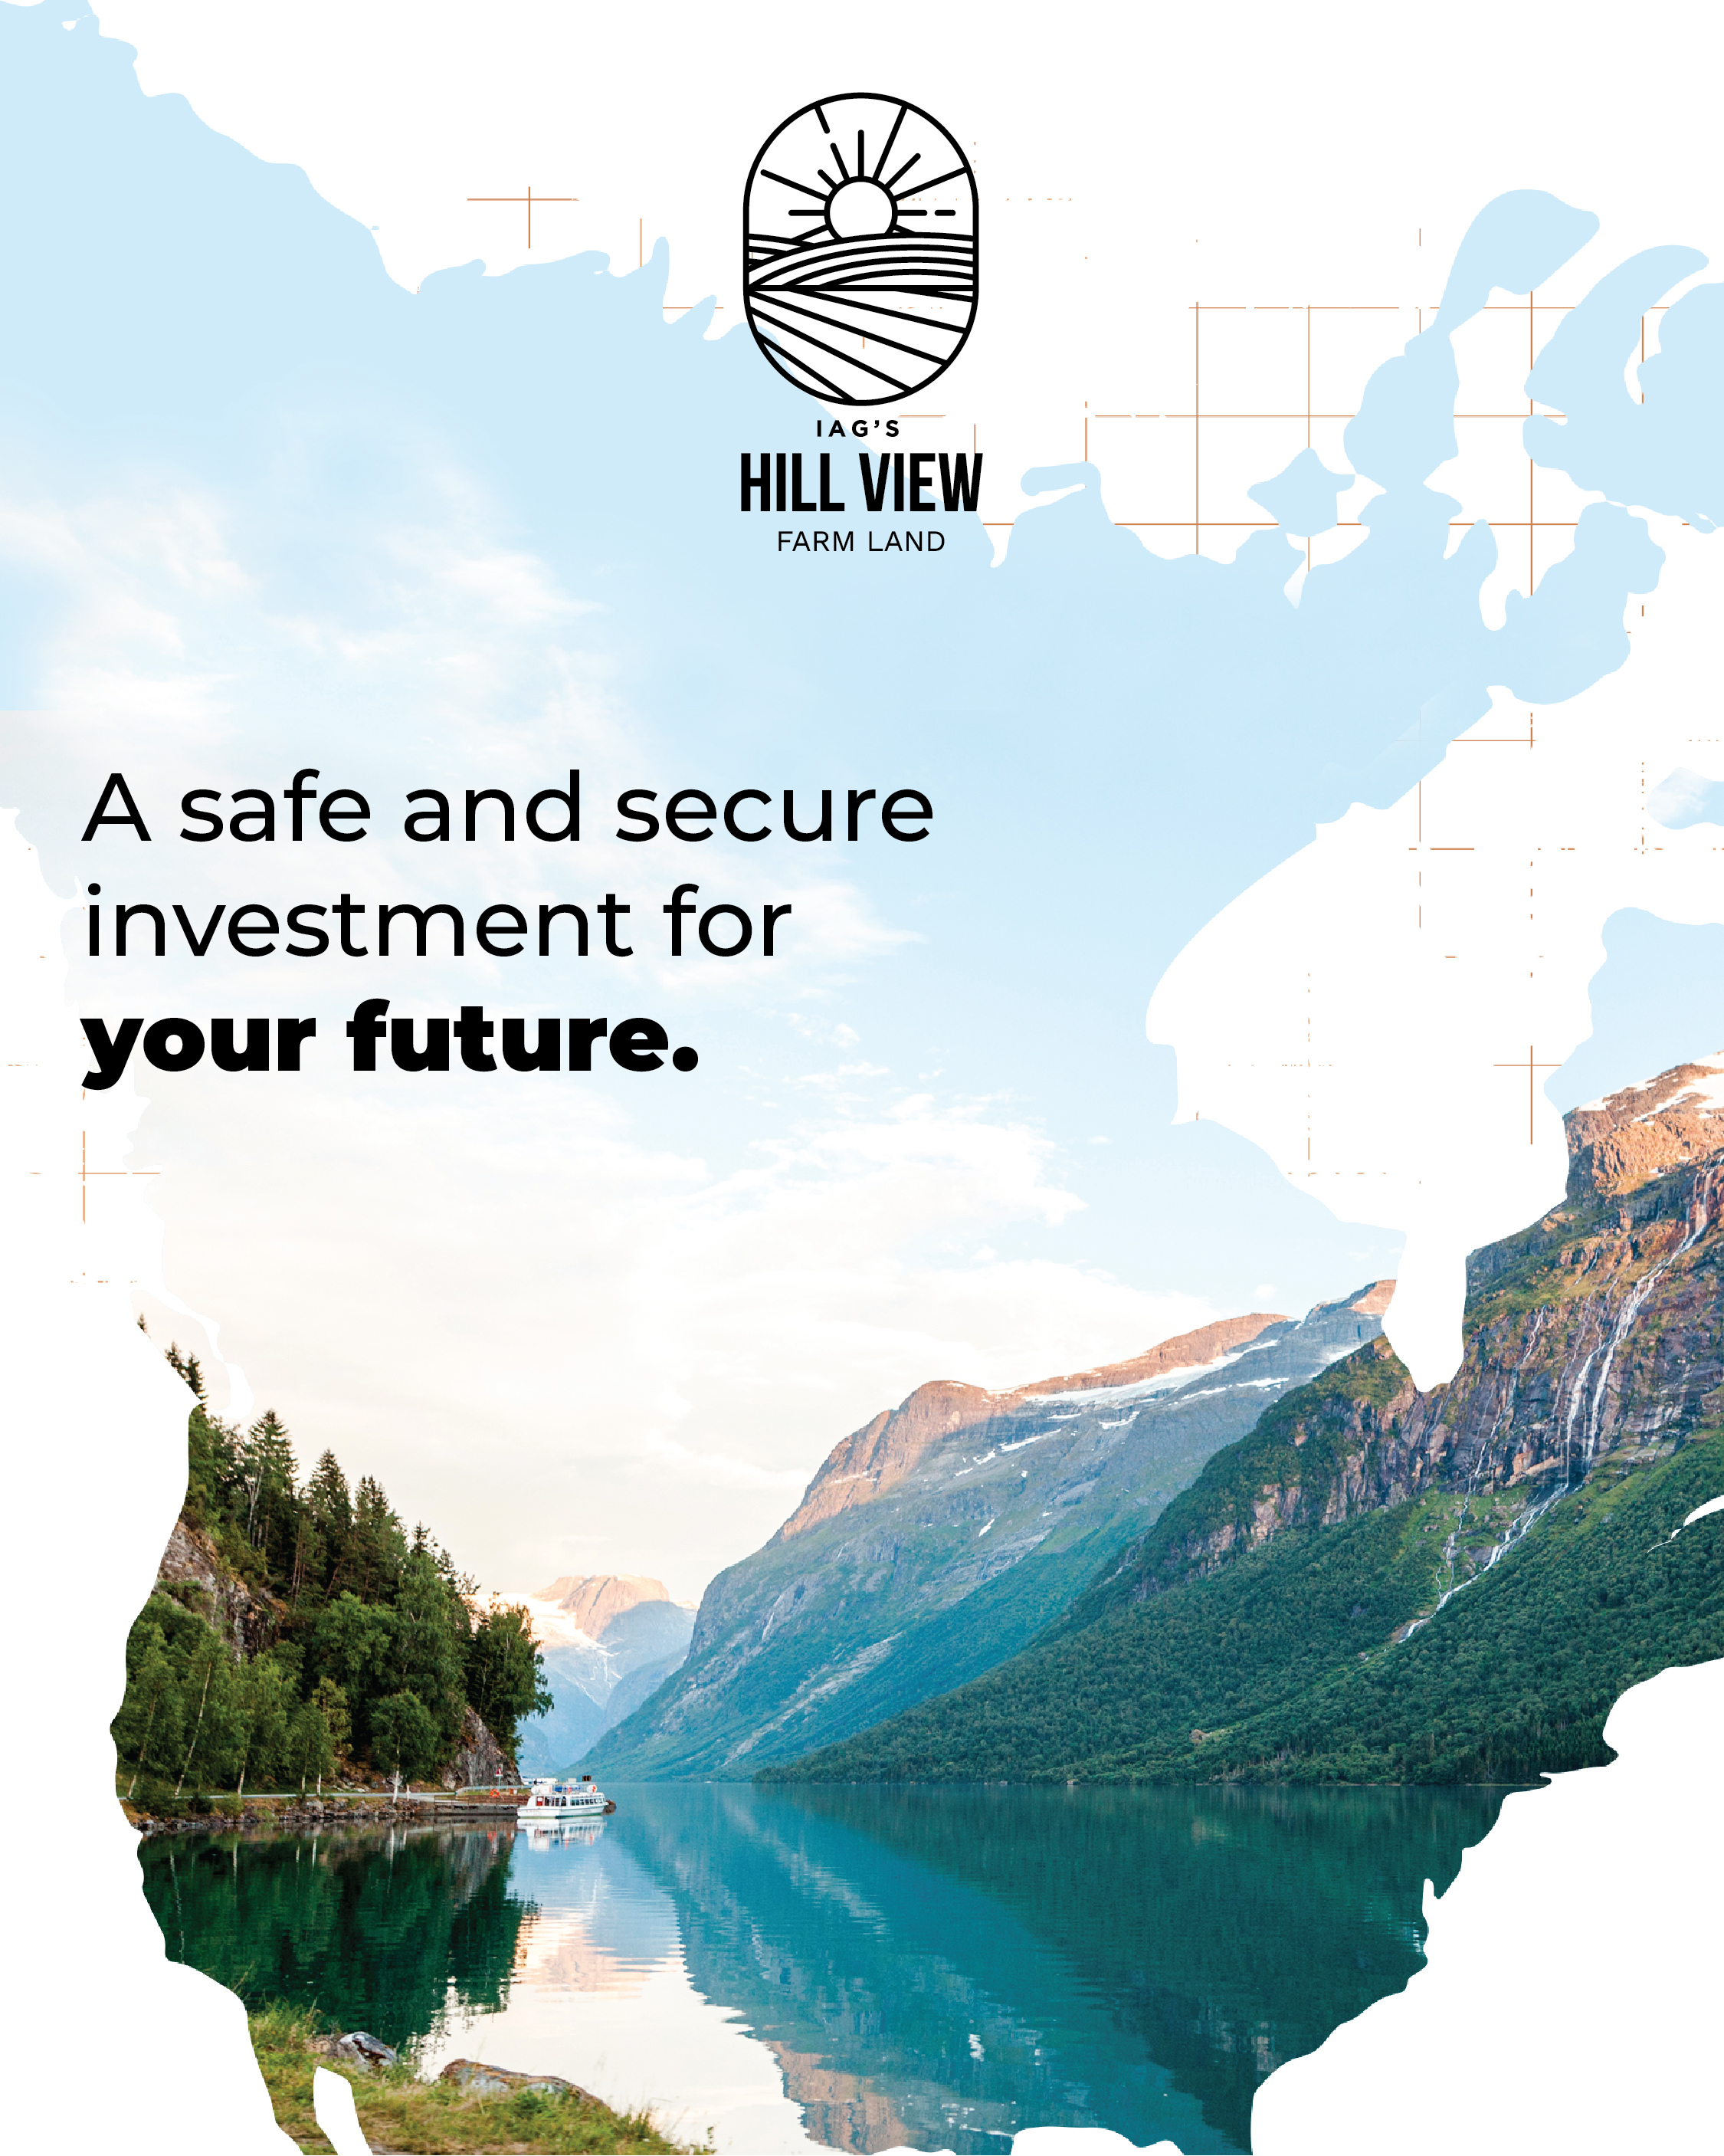 IAG’S
HILL VIEW
FARM LAND
A safe and secure
investment for
your future.